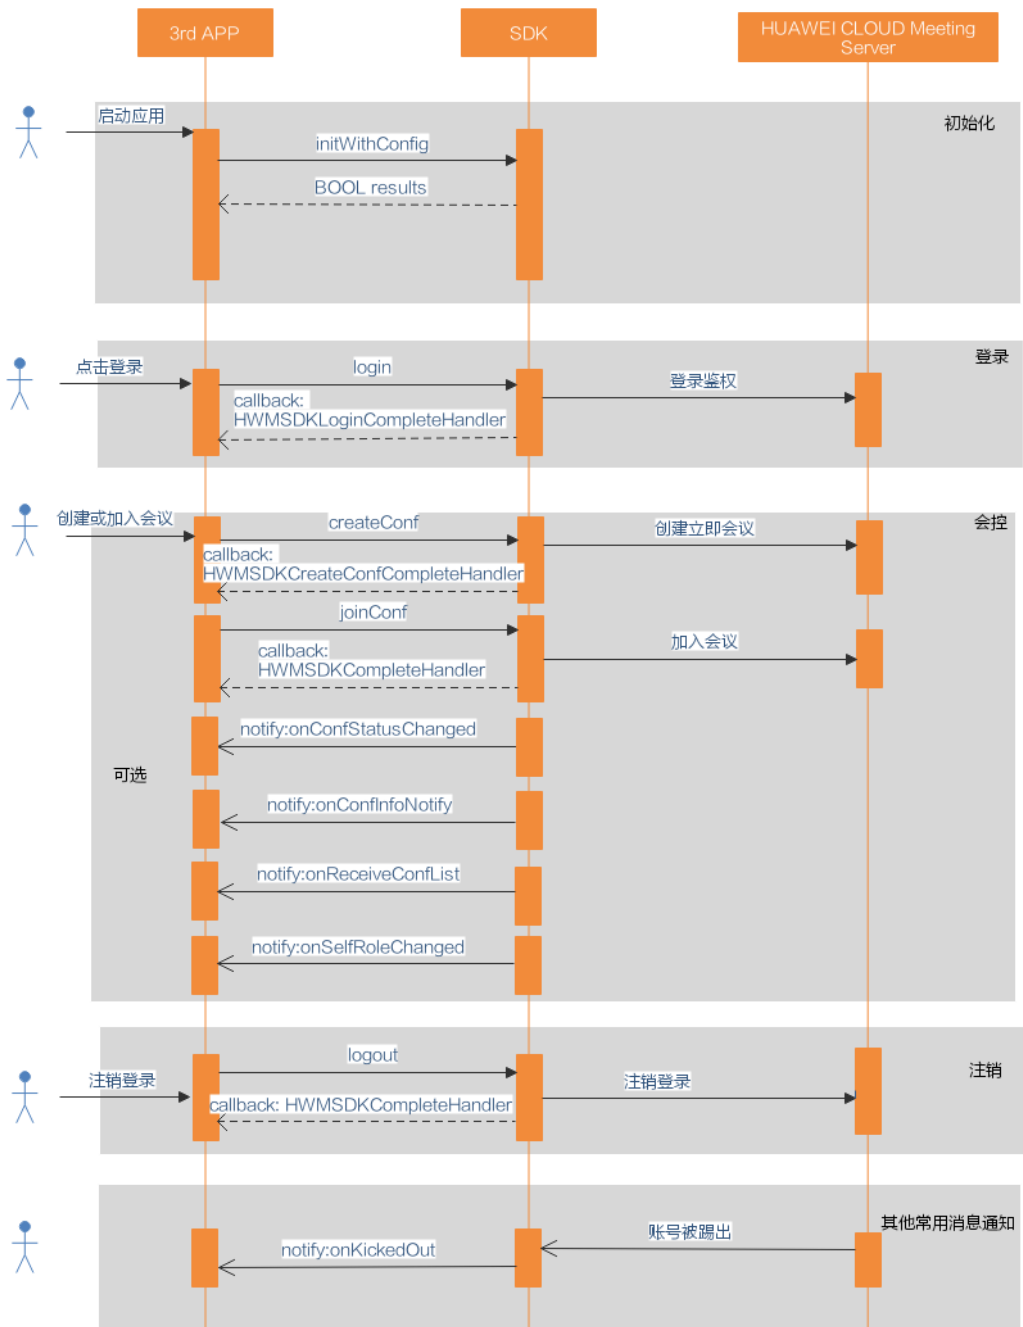 3rd APP
SDK
HUAWEI CLOUD Meeting
Server
启动应用
初始化
initWithConfig
BOOL results
登录
点击登录
login
登录鉴权
callback:
HWMSDKLoginCompleteHandler
创建或加入会议
createConf
会控
创建立即会议
callback:
HWMSDKCreateConfCompleteHandler
joinConf
加入会议
callback:
HWMSDKCompleteHandler
notify:onConfStatusChanged
可选
notify:onConfInfoNotify
notify:onReceiveConfList
notify:onSelfRoleChanged
logout
注销
注销登录
注销登录
callback: HWMSDKCompleteHandler
其他常用消息通知
账号被踢出
notify:onKickedOut